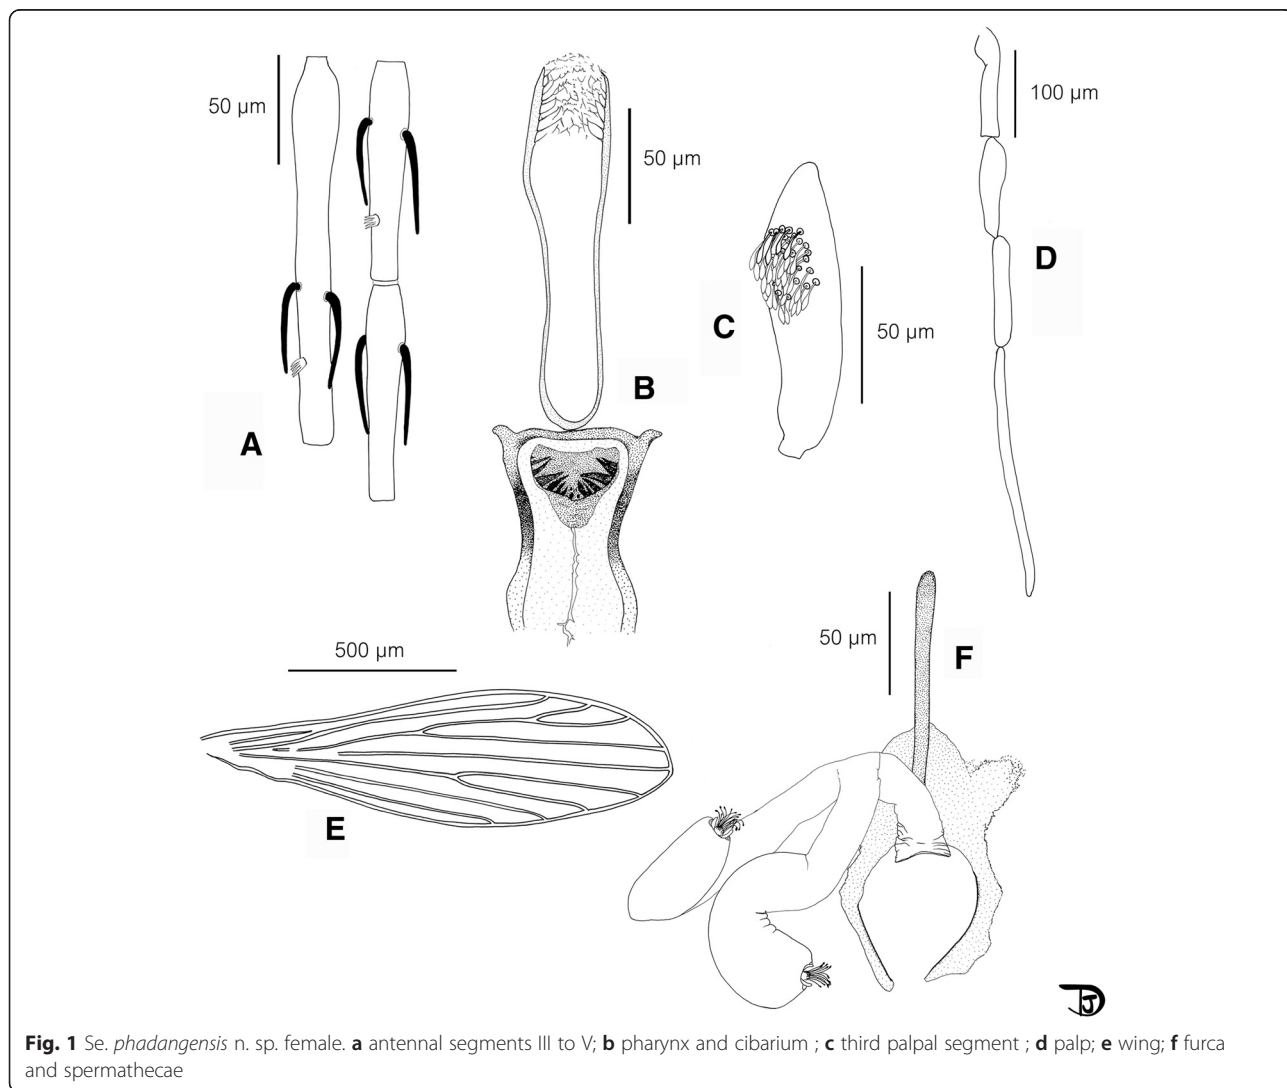 50 µm
50 µm
100 µm
D
C
50 µm
B
A
50 µm
F
500 µm
E
Fig. 1 Se. phadangensis n. sp. female. a antennal segments III to V; b pharynx and cibarium ; c third palpal segment ; d palp; e wing; f furca
and spermathecae